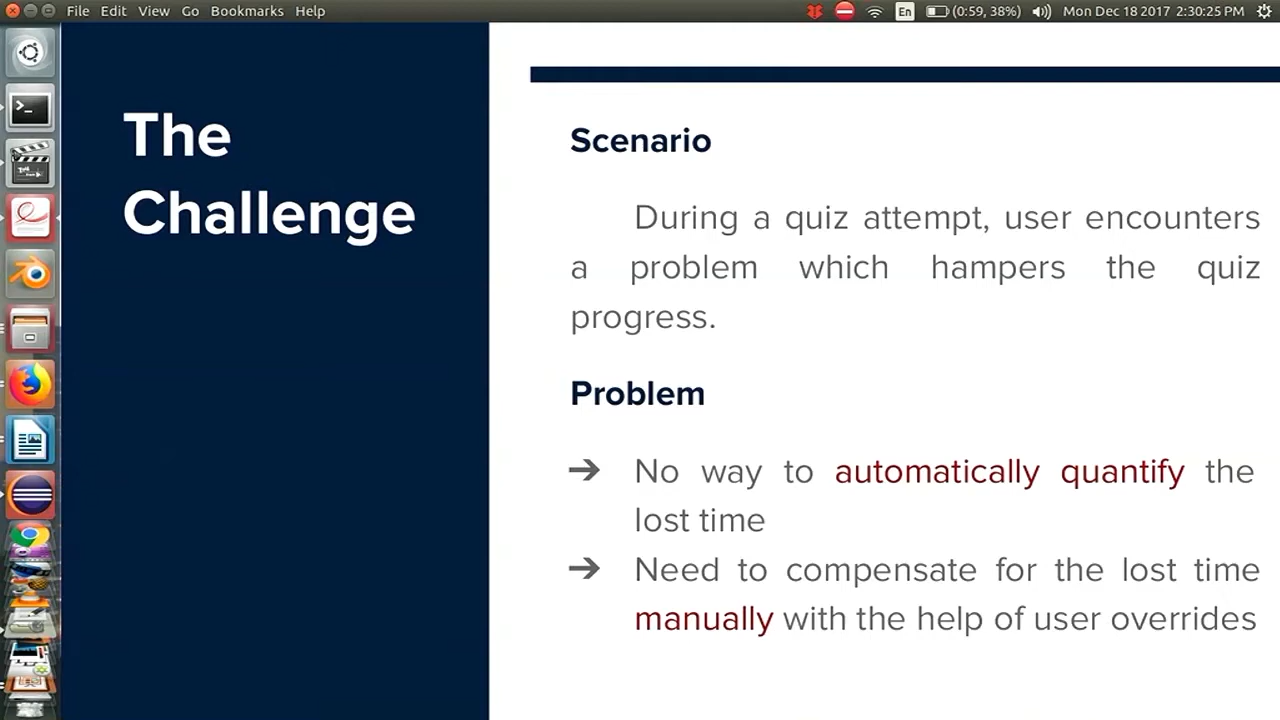 File Edit View Go Bookmarks Help En (0:59, 38%) Mon Dec 18 2017 2:30:25 PM
The
Challenge
Scenario
During a quiz attempt, user encounters
a problem which hampers the quiz
progress.
Problem
➔ No way to automatically quantify the
lost time
➔ Need to compensate for the lost time
manually with the help of user overrides